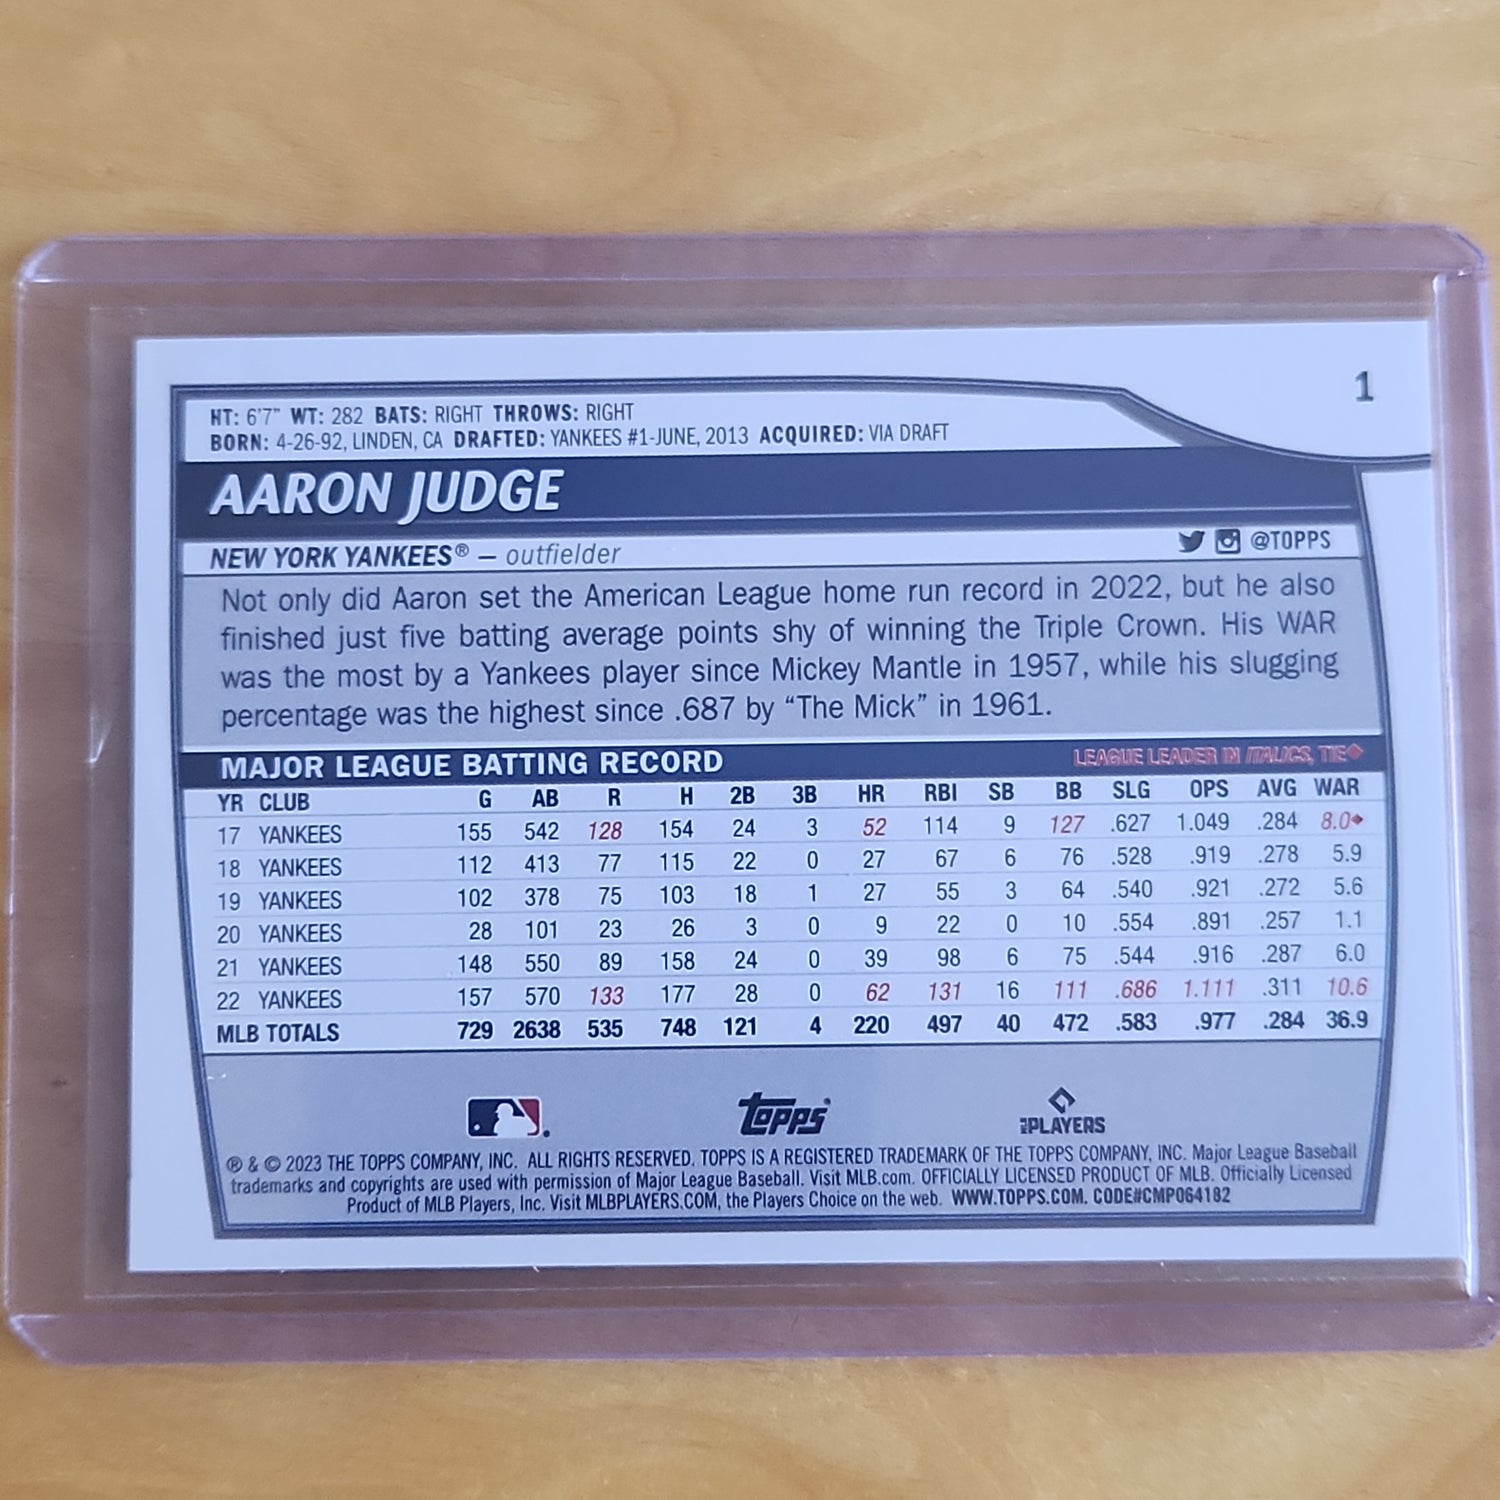 1
HT: 6'7" WT: 282 BATS: RIGHT THROWS: RIGHT
BORN: 4-26-92, LINDEN, CA DRAFTED: YANKEES #1-JUNE, 2013 ACQUIRED: VIA DRAFT
AARON JUDGE
NEW YORK YANKEES® – outfielder @TOPPS
Not only did Aaron set the American League home run record in 2022, but he also
finished just five batting average points shy of winning the Triple Crown. His WAR
was the most by a Yankees player since Mickey Mantle in 1957, while his slugging
percentage was the highest since .687 by “The Mick” in 1961.
MAJOR LEAGUE BATTING RECORD LEAGUE LEADER IN ITALICS, TIE◆
YR CLUB G AB R H 2B 3B HR RBI SB BB SLG OPS AVG WAR
17 YANKEES 155 542 128 154 24 3 52 114 9 127 .627 1.049 .284 8.0◆
18 YANKEES 112 413 77 115 22 0 27 67 6 76 .528 .919 .278 5.9
19 YANKEES 102 378 75 103 18 1 27 55 3 64 .540 .921 .272 5.6
20 YANKEES 28 101 23 26 3 0 9 22 0 10 .554 .891 .257 1.1
21 YANKEES 148 550 89 158 24 0 39 98 6 75 .544 .916 .287 6.0
22 YANKEES 157 570 133 177 28 0 62 131 16 111 .686 1.111 .311 10.6
MLB TOTALS 729 2638 535 748 121 4 220 497 40 472 .583 .977 .284 36.9
topps® MLB PLAYERS
® & © 2023 THE TOPPS COMPANY, INC. ALL RIGHTS RESERVED. TOPPS IS A REGISTERED TRADEMARK OF THE TOPPS COMPANY, INC. Major League Baseball
trademarks and copyrights are used with permission of Major League Baseball. Visit MLB.com. OFFICIALLY LICENSED PRODUCT OF MLB. Officially Licensed
Product of MLB Players, Inc. Visit MLBPLAYERS.COM, the Players Choice on the web. WWW.TOPPS.COM. CODE#CMP064182